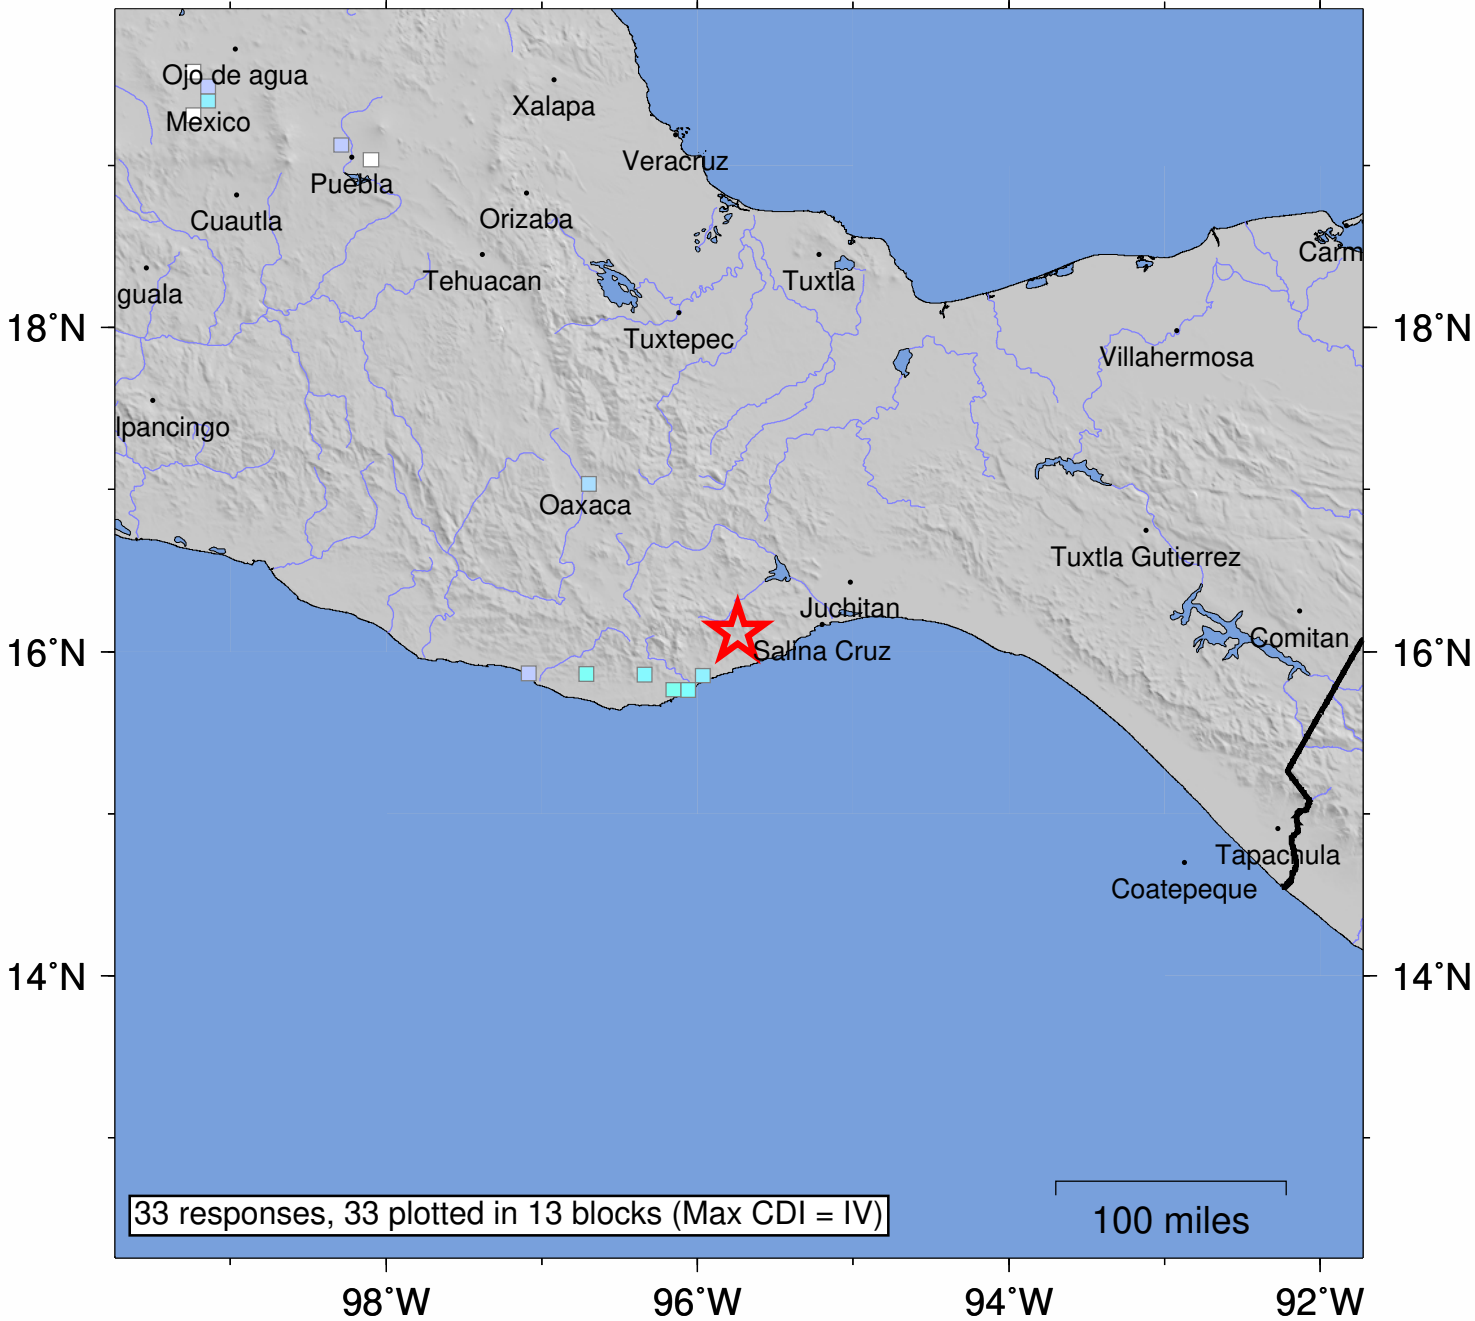 Ojo de agua
Xalapa
Mexico
Veracruz
Puebla
Cuautla
Orizaba
Carm
Tehuacan
Tuxtla
guala
18°N
18°N
Tuxtepec
Villahermosa
lpancingo
Oaxaca
Tuxtla Gutierrez
Juchitan
16°N
Salina Cruz
Comitan
16°N
Tapachula
Coatepeque
14°N
14°N
33 responses, 33 plotted in 13 blocks (Max CDI = IV)
100 miles
98°W
96°W
94°W
92°W